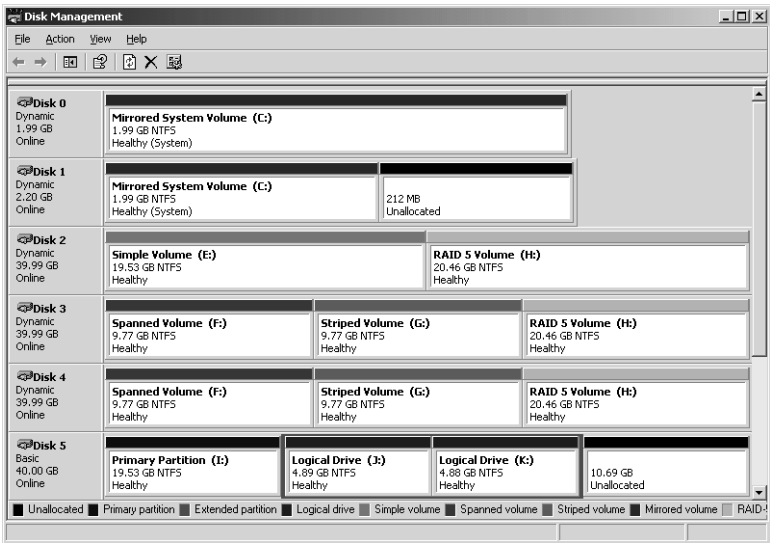 Disk Management
File Action View Help
Disk 0
Dynamic
1.99 GB
Online
Mirrored System Volume (C:)
1.99 GB NTFS
Healthy (System)
Disk 1
Dynamic
2.20 GB
Online
Mirrored System Volume (C:)
1.99 GB NTFS
Healthy (System)
212 MB
Unallocated
Disk 2
Dynamic
39.99 GB
Online
Simple Volume (E:)
19.53 GB NTFS
Healthy
RAID 5 Volume (H:)
20.46 GB NTFS
Healthy
Disk 3
Dynamic
39.99 GB
Online
Spanned Volume (F:)
9.77 GB NTFS
Healthy
Striped Volume (G:)
9.77 GB NTFS
Healthy
RAID 5 Volume (H:)
20.46 GB NTFS
Healthy
Disk 4
Dynamic
39.99 GB
Online
Spanned Volume (F:)
9.77 GB NTFS
Healthy
Striped Volume (G:)
9.77 GB NTFS
Healthy
RAID 5 Volume (H:)
20.46 GB NTFS
Healthy
Disk 5
Basic
40.00 GB
Online
Primary Partition (I:)
19.53 GB NTFS
Healthy
Logical Drive (J:)
4.89 GB NTFS
Healthy
Logical Drive (K:)
4.88 GB NTFS
Healthy
10.69 GB
Unallocated
Unallocated Primary partition Extended partition Logical drive Simple volume Spanned volume Striped volume Mirrored volume RAID-